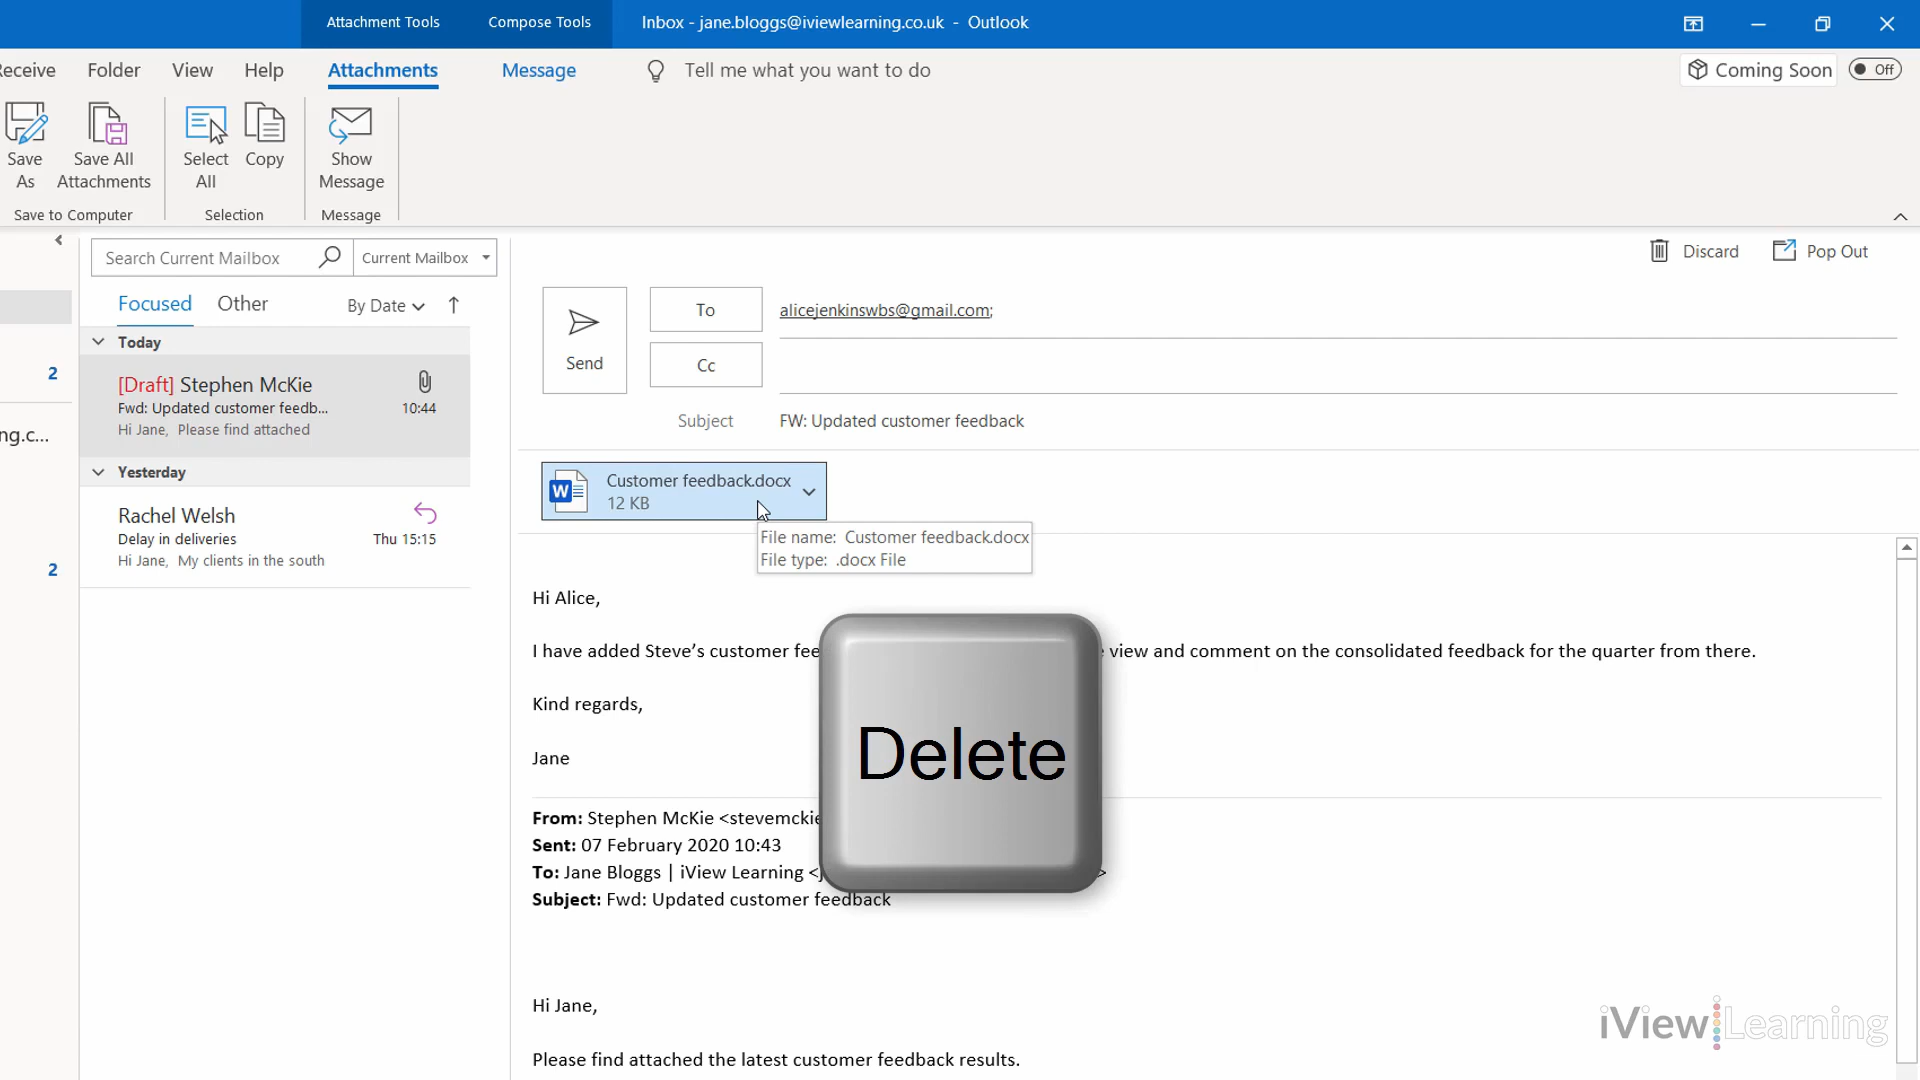 Attachment Tools Compose Tools Inbox - jane.bloggs@iviewlearning.co.uk - Outlook
Receive Folder View Help Attachments Message Tell me what you want to do Coming Soon Off
Save As
Save All Attachments
Select All
Copy
Show Message
Save to Computer Selection Message
Search Current Mailbox Current Mailbox
Discard Pop Out
Focused Other By Date
Today
[Draft] Stephen McKie
Fwd: Updated customer feedb... 10:44
Hi Jane, Please find attached
2
ng.c...
Yesterday
Rachel Welsh
Delay in deliveries Thu 15:15
Hi Jane, My clients in the south
2
Send
To alicejenkinswbs@gmail.com;
Cc
Subject FW: Updated customer feedback
Customer feedback.docx
12 KB
File name: Customer feedback.docx
File type: .docx File
Hi Alice,
I have added Steve’s customer view and comment on the consolidated feedback for the quarter from there.
Kind regards,
Jane
Delete
From: Stephen McKie <stevemckie
Sent: 07 February 2020 10:43
To: Jane Bloggs | iView Learning < >
Subject: Fwd: Updated customer feedback
Hi Jane,
Please find attached the latest customer feedback results.
iView Learning